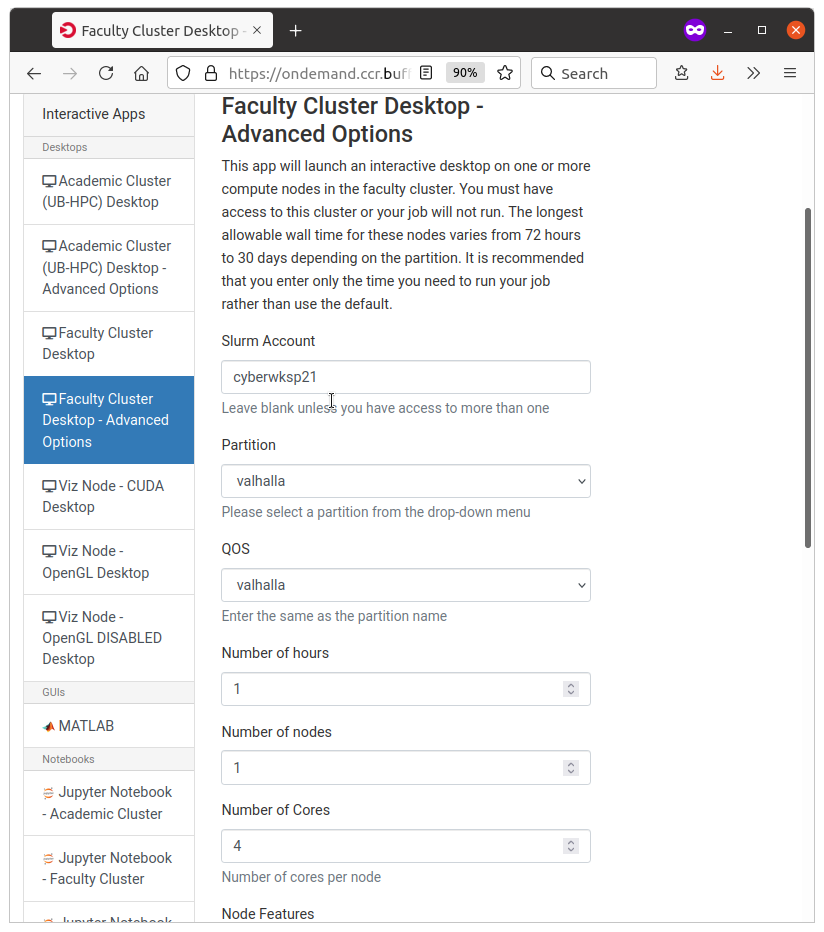 Faculty Cluster Desktop -
https://ondemand.ccr.buf
90%
Search
Interactive Apps
Desktops
Academic Cluster
(UB-HPC) Desktop
Academic Cluster
(UB-HPC) Desktop -
Advanced Options
Faculty Cluster
Desktop
Faculty Cluster
Desktop - Advanced
Options
Viz Node - CUDA
Desktop
Viz Node -
OpenGL Desktop
Viz Node -
OpenGL DISABLED
Desktop
GUIs
MATLAB
Notebooks
Jupyter Notebook
- Academic Cluster
Jupyter Notebook
- Faculty Cluster
Jupyter Notebook
Faculty Cluster Desktop -
Advanced Options
This app will launch an interactive desktop on one or more
compute nodes in the faculty cluster. You must have
access to this cluster or your job will not run. The longest
allowable wall time for these nodes varies from 72 hours
to 30 days depending on the partition. It is recommended
that you enter only the time you need to run your job
rather than use the default.
Slurm Account
cyberwksp21
Leave blank unless you have access to more than one
Partition
valhalla
Please select a partition from the drop-down menu
QOS
valhalla
Enter the same as the partition name
Number of hours
1
Number of nodes
1
Number of Cores
4
Number of cores per node
Node Features